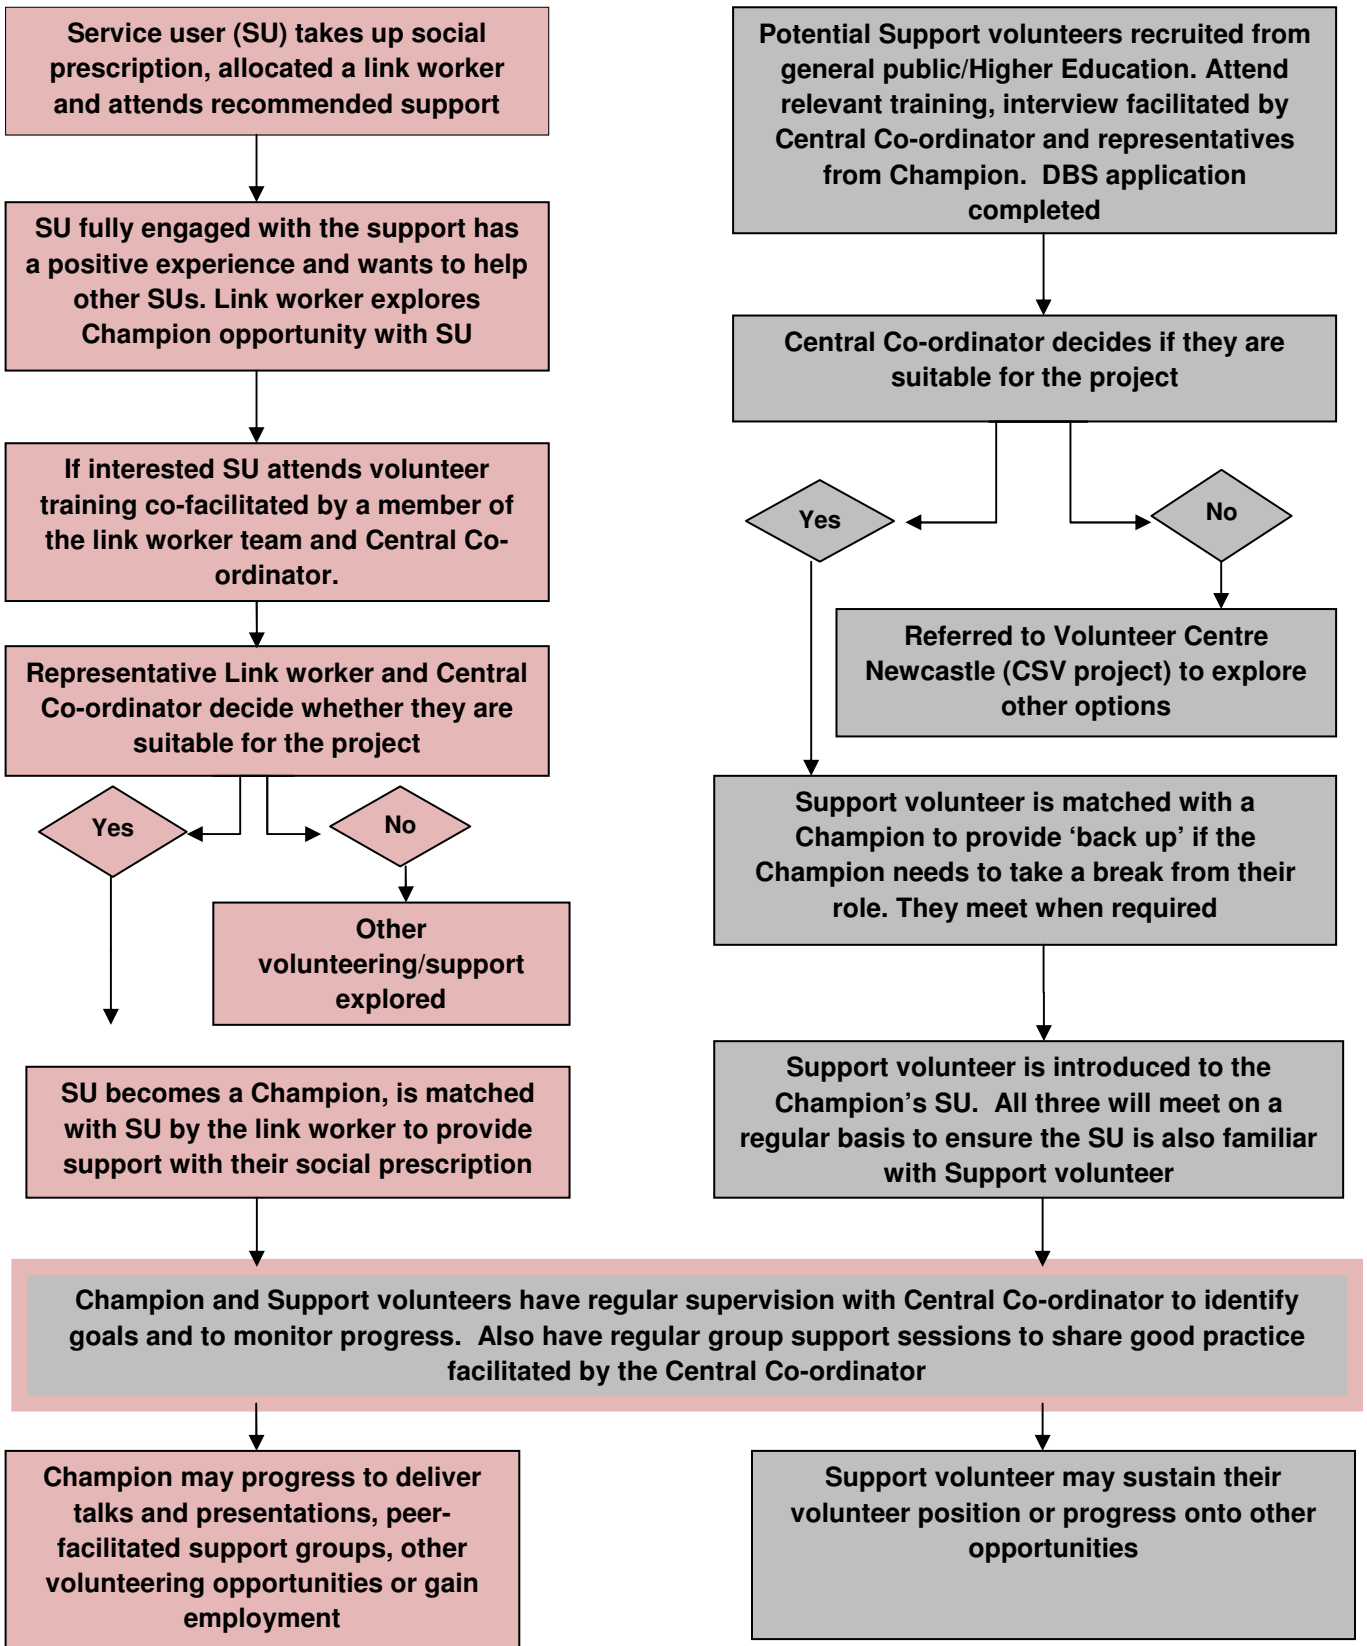 Service user (SU) takes up social
prescription, allocated a link worker
and attends recommended support
SU fully engaged with the support has
a positive experience and wants to help
other SUs. Link worker explores
Champion opportunity with SU
If interested SU attends volunteer
training co-facilitated by a member of
the link worker team and Central Co-
ordinator.
Representative Link worker and Central
Co-ordinator decide whether they are
suitable for the project
Yes
No
Other
volunteering/support
explored
SU becomes a Champion, is matched
with SU by the link worker to provide
support with their social prescription
Potential Support volunteers recruited from
general public/Higher Education. Attend
relevant training, interview facilitated by
Central Co-ordinator and representatives
from Champion. DBS application
completed
Central Co-ordinator decides if they are
suitable for the project
Yes
No
Referred to Volunteer Centre
Newcastle (CSV project) to explore
other options
Support volunteer is matched with a
Champion to provide ‘back up’ if the
Champion needs to take a break from their
role. They meet when required
Support volunteer is introduced to the
Champion’s SU. All three will meet on a
regular basis to ensure the SU is also familiar
with Support volunteer
Champion and Support volunteers have regular supervision with Central Co-ordinator to identify
goals and to monitor progress. Also have regular group support sessions to share good practice
facilitated by the Central Co-ordinator
Champion may progress to deliver
talks and presentations, peer-
facilitated support groups, other
volunteering opportunities or gain
employment
Support volunteer may sustain their
volunteer position or progress onto other
opportunities